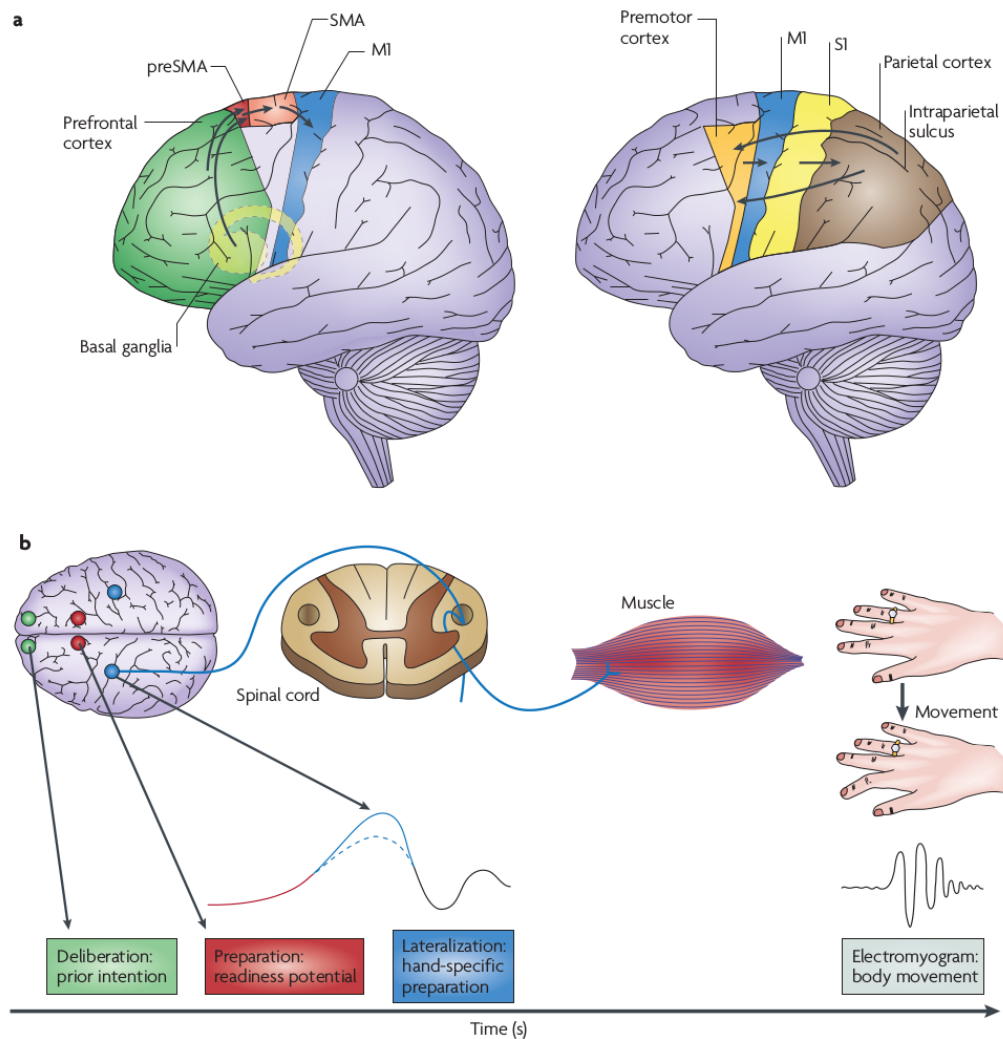 a
SMA
M1
preSMA
Prefrontal
cortex
Basal ganglia
Premotor
cortex
M1
S1
Parietal cortex
Intraparietal
sulcus
b
Spinal cord
Muscle
Movement
Deliberation:
prior intention
Preparation:
readiness potential
Lateralization:
hand-specific
preparation
Electromyogram:
body movement
Time (s)